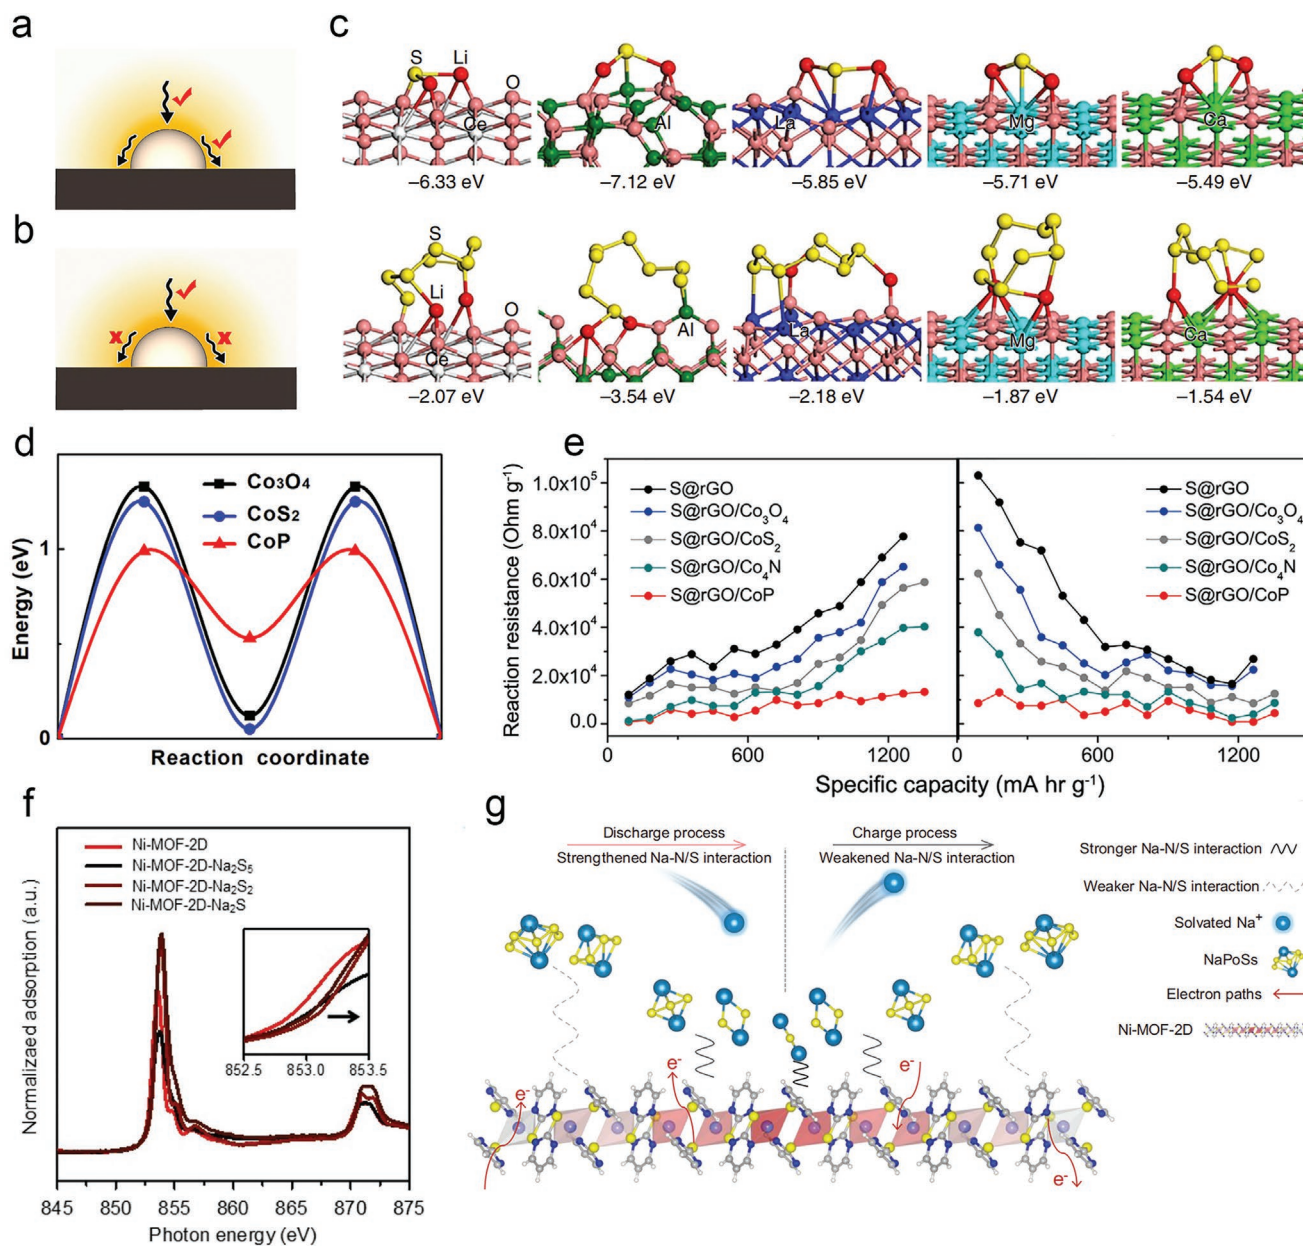 a
b
c
S
Li
O
Ce
Al
La
Mg
Ca
–6.33 eV
–7.12 eV
–5.85 eV
–5.71 eV
–5.49 eV
S
Li
O
Ce
Al
La
Mg
Ca
–2.07 eV
–3.54 eV
–2.18 eV
–1.87 eV
–1.54 eV
d
Co₃O₄
CoS₂
CoP
1
0
Energy (eV)
Reaction coordinate
e
Reaction resistance (Ohm g⁻¹)
1.0x10⁵
8.0x10⁴
6.0x10⁴
4.0x10⁴
2.0x10⁴
0.0
S@rGO
S@rGO/Co₃O₄
S@rGO/CoS₂
S@rGO/Co₄N
S@rGO/CoP
S@rGO
S@rGO/Co₃O₄
S@rGO/CoS₂
S@rGO/Co₄N
S@rGO/CoP
0 600 1200 0 600 1200
Specific capacity (mA hr g⁻¹)
f
Normalizaed adsorption (a.u.)
Ni-MOF-2D
Ni-MOF-2D-Na₂S₅
Ni-MOF-2D-Na₂S₂
Ni-MOF-2D-Na₂S
852.5 853.0 853.5
845 855 860 865 870 875
Photon energy (eV)
g
Discharge process
Strengthened Na-N/S interaction
Charge process
Weakened Na-N/S interaction
Stronger Na-N/S interaction
Weaker Na-N/S interaction
Solvated Na⁺
NaPoSs
Electron paths
Ni-MOF-2D
e⁻
e⁻
e⁻
e⁻